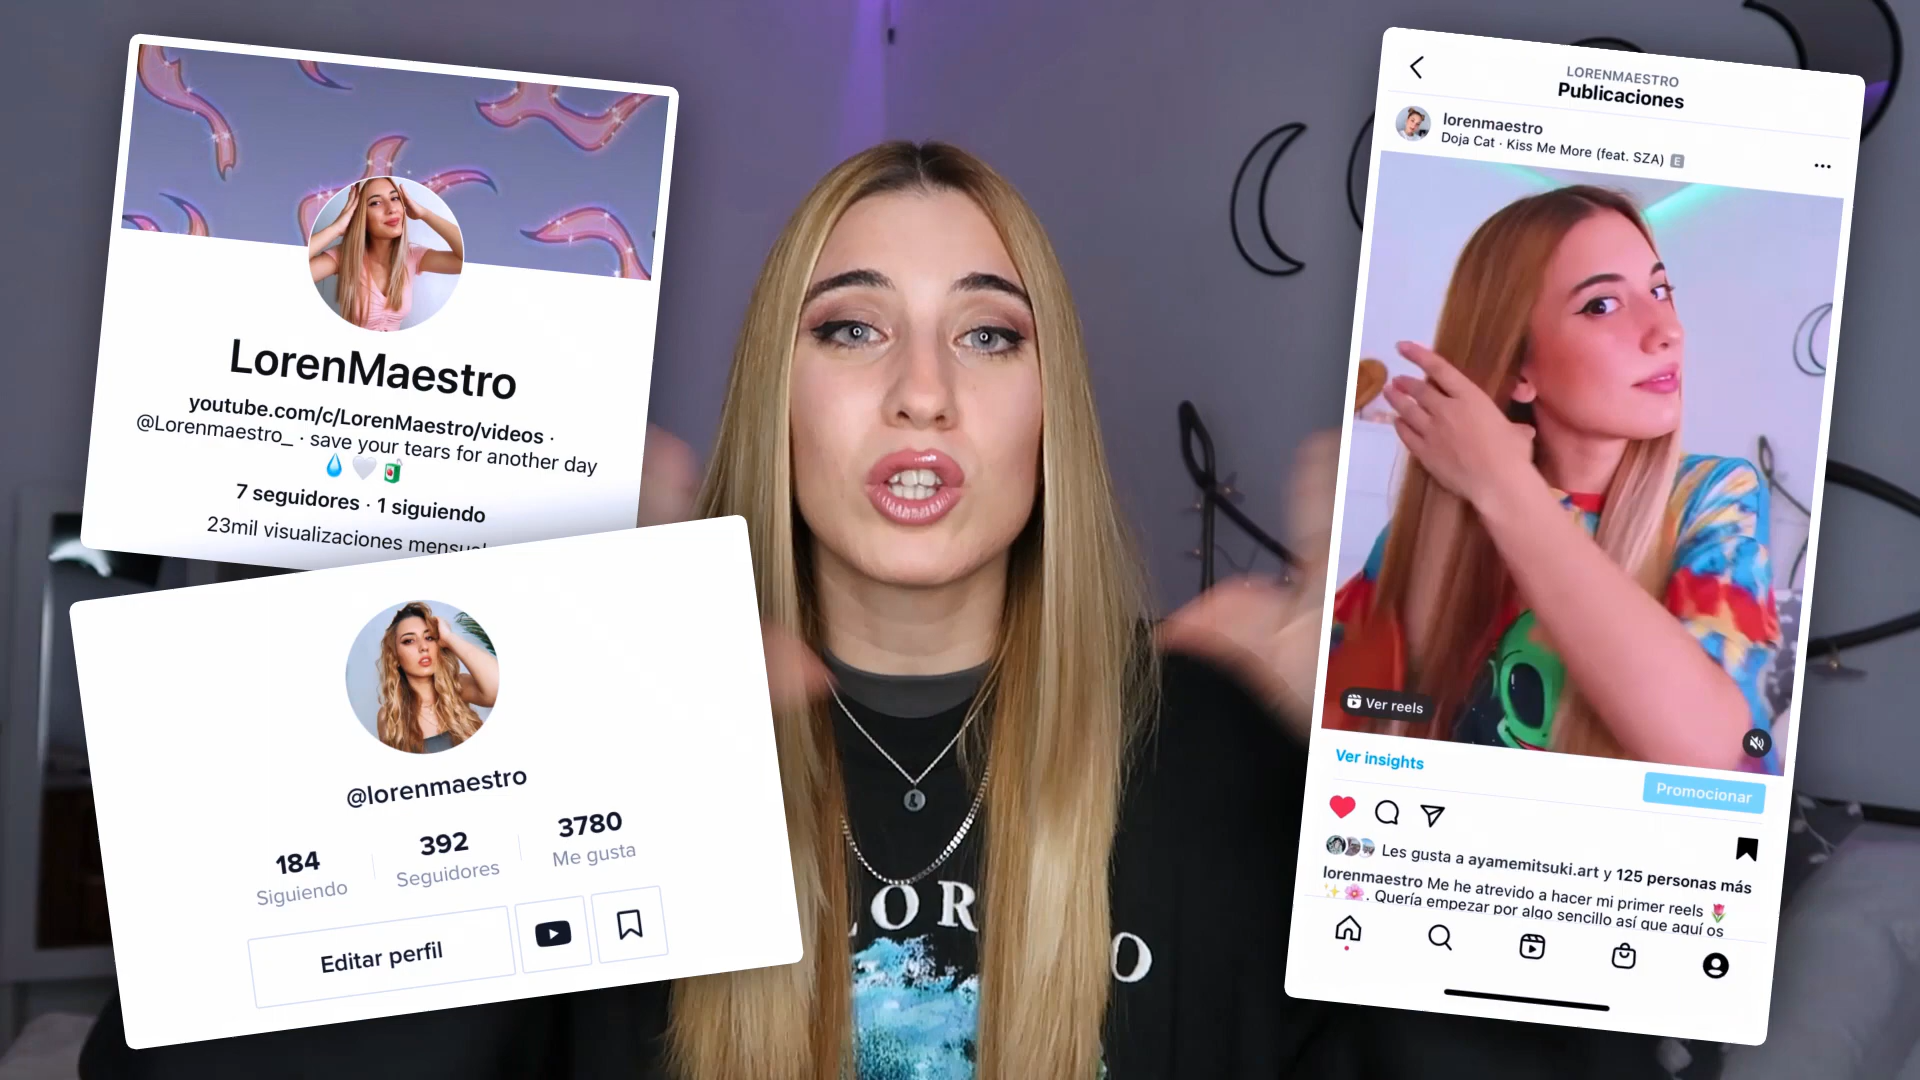 LorenMaestro
youtube.com/c/LorenMaestro/videos ·
@Lorenmaestro_ · save your tears for another day
💧🤍🧃
7 seguidores · 1 siguiendo
23mil visualizaciones
@lorenmaestro
184
Siguiendo
392
Seguidores
3780
Me gusta
Editar perfil
LORENMAESTRO
Publicaciones
lorenmaestro
Doja Cat · Kiss Me More (feat. SZA) E
Ver reels
Ver insights
Promocionar
Les gusta a ayamemitsuki.art y 125 personas más
lorenmaestro Me he atrevido a hacer mi primer reels 🌷
✨🌸. Quería empezar por algo sencillo así que aquí os